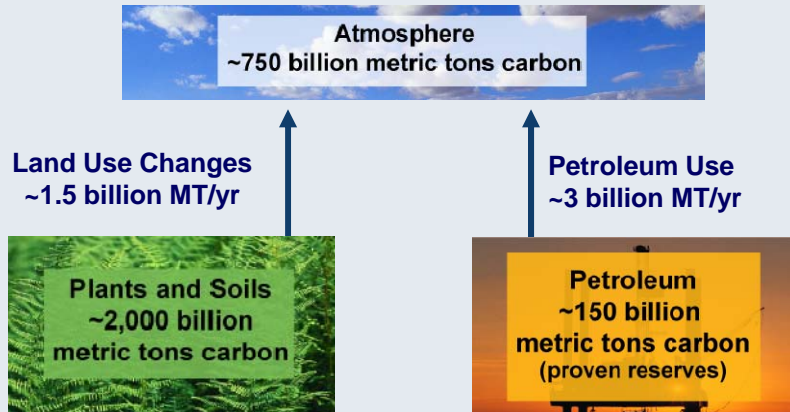 Atmosphere
~750 billion metric tons carbon
Land Use Changes
~1.5 billion MT/yr
Petroleum Use
~3 billion MT/yr
Plants and Soils
~2,000 billion
metric tons carbon
Petroleum
~150 billion
metric tons carbon
(proven reserves)